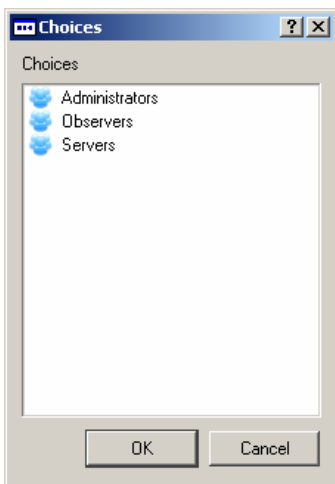 Choices
Choices
Administrators
Observers
Servers
OK
Cancel